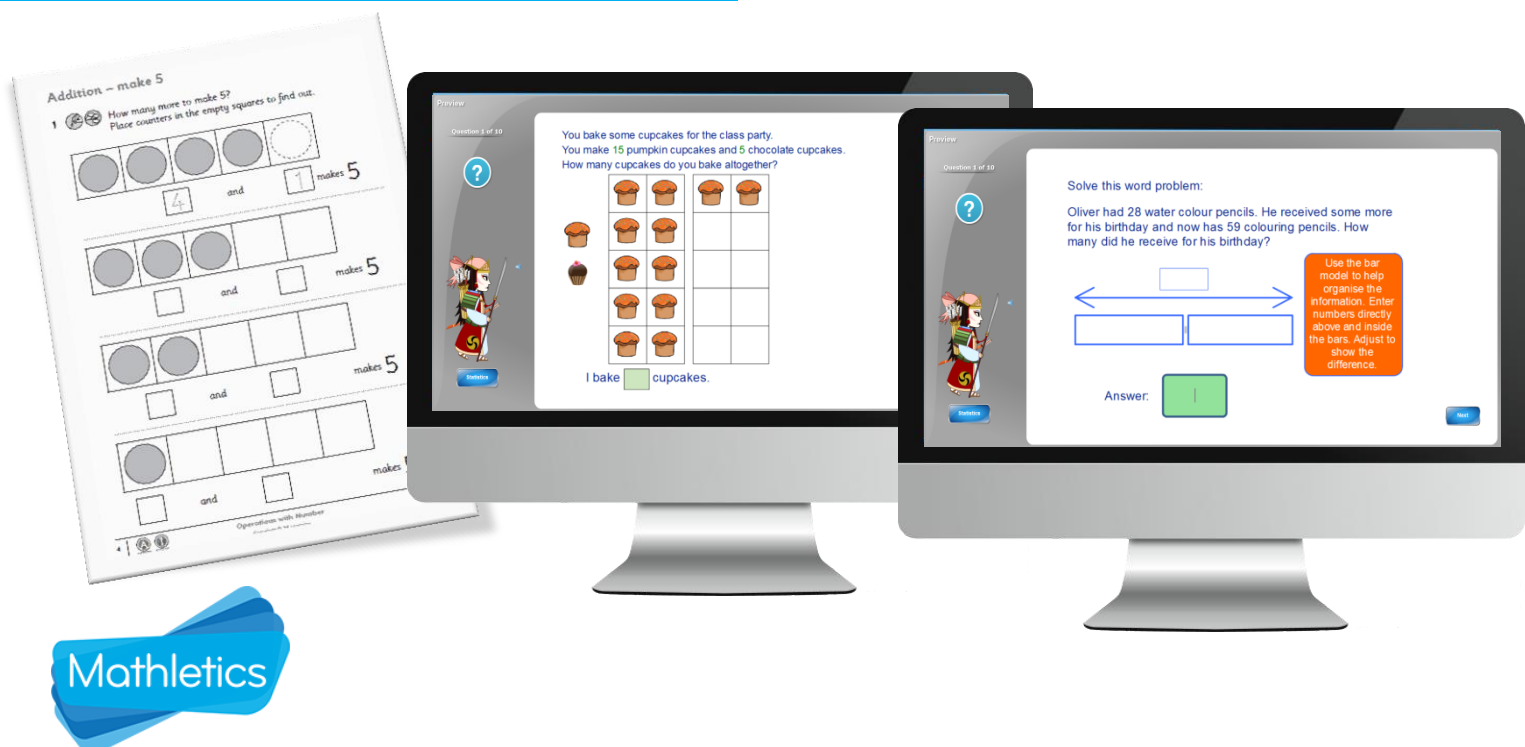 Addition – make 5
1 How many more to make 5?
Place counters in the empty squares to find out.
4 and 1 makes 5
and makes 5
and makes 5
and makes
Operations with Number
4
Mathletics
Preview
Question 1 of 10
?
Statistics
You bake some cupcakes for the class party.
You make 15 pumpkin cupcakes and 5 chocolate cupcakes.
How many cupcakes do you bake altogether?
I bake cupcakes.
Preview
Question 1 of 10
?
Statistics
Solve this word problem:
Oliver had 28 water colour pencils. He received some more
for his birthday and now has 59 colouring pencils. How
many did he receive for his birthday?
Use the bar
model to help
organise the
information. Enter
numbers directly
above and inside
the bars. Adjust to
show the
difference.
Answer:
Next